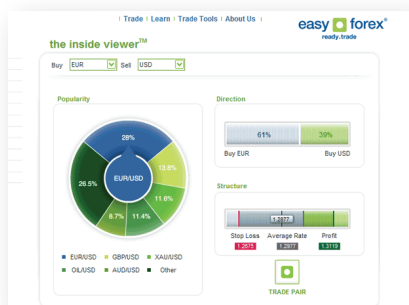 Trade | Learn | Trade Tools | About Us
easy forex®
ready.trade
the inside viewer™
Buy EUR Sell USD
Popularity
Direction
28%
13.8%
11.6%
11.4%
8.7%
26.5%
EUR/USD
61% 39%
Buy EUR Buy USD
Structure
1.2877
Stop Loss Average Rate Profit
1.2675 1.2977 1.3119
EUR/USD GBP/USD XAU/USD
OIL/USD AUD/USD Other
TRADE PAIR